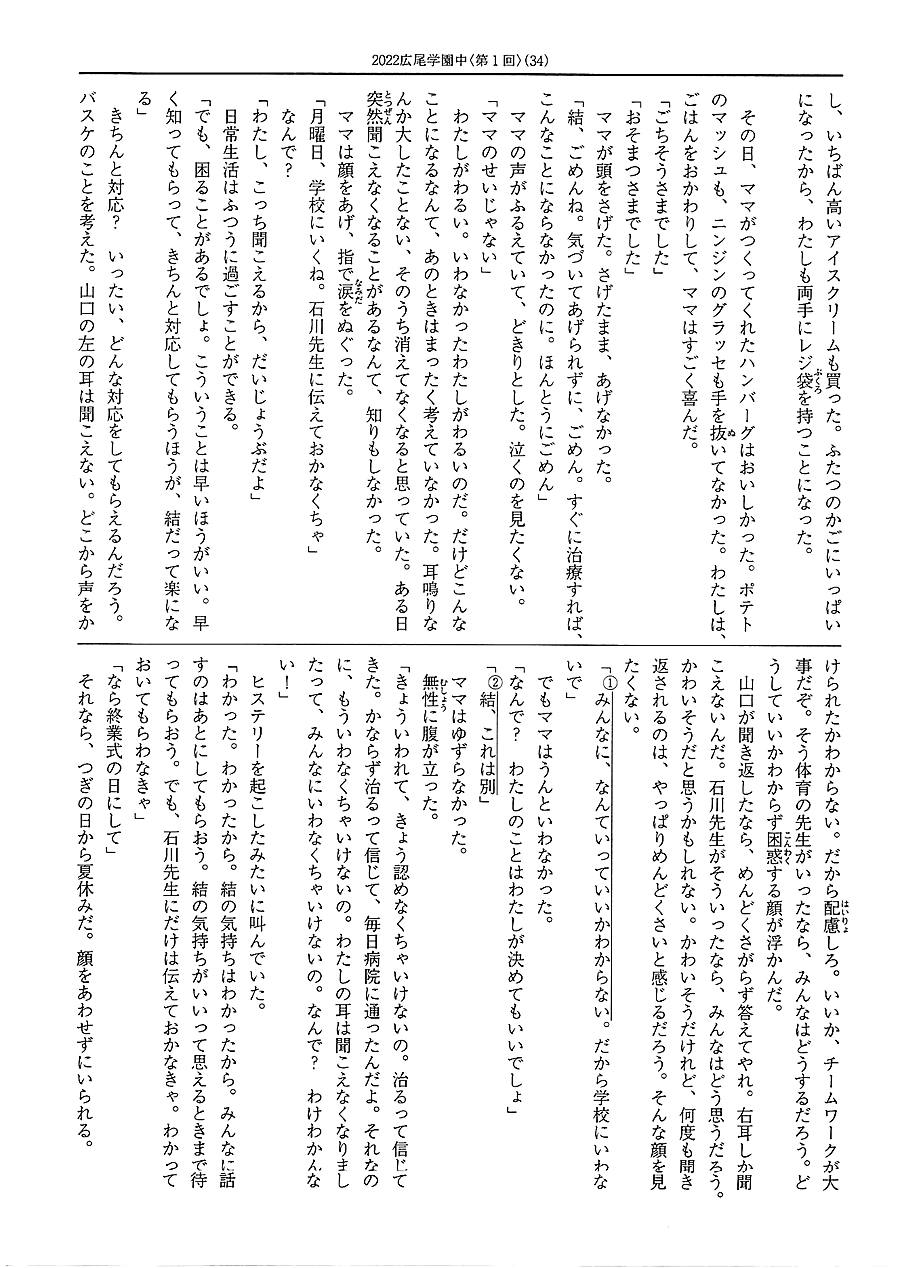 2022広尾学園中〈第1回〉(34)
し、いちばん高いアイスクリームも買った。ふたつのかごにいっぱい
になったから、わたしも両手にレジ袋を持つことになった。
その日、ママがつくってくれたハンバーグはおいしかった。ポテト
のマッシュも、ニンジンのグラッセも手を抜いてなかった。わたしは、
ごはんをおかわりして、ママはすごく喜んだ。
「ごちそうさまでした」
「おそまつさまでした」
ママが頭をさげた。さげたまま、あげなかった。
「結、ごめんね。気づいてあげられずに、ごめん。すぐに治療すれば、
こんなことにならなかったのに。ほんとうにごめん」
ママの声がふるえていて、どきりとした。泣くのを見たくない。
「ママのせいじゃない」
わたしがわるい。いわなかったわたしがわるいのだ。だけどこんな
ことになるなんて、あのときはまったく考えていなかった。耳鳴りな
んか大したことない、そのうち消えてなくなると思っていた。ある日
突然聞こえなくなることがあるなんて、知りもしなかった。
ママは顔をあげ、指で涙をぬぐった。
「月曜日、学校にいくね。石川先生に伝えておかなくちゃ」
なんで？
「わたし、こっち聞こえるから、だいじょうぶだよ」
日常生活はふつうに過ごすことができる。
「でも、困ることがあるでしょ。こういうことは早いほうがいい。早
く知ってもらって、きちんと対応してもらうほうが、結だって楽にな
る」
きちんと対応？　いったい、どんな対応をしてもらえるんだろう。
バスケのことを考えた。山口の左の耳は聞こえない。どこから声をか
けられたかわからない。だから配慮しろ。いいか、チームワークが大
事だぞ。そう体育の先生がいったなら、みんなはどうするだろう。ど
うしていいかわからず困惑する顔が浮かんだ。
山口が聞き返したなら、めんどくさがらず答えてやれ。右耳しか聞
こえないんだ。石川先生がそういったなら、みんなはどう思うだろう。
かわいそうだと思うかもしれない。かわいそうだけれど、何度も聞き
返されるのは、やっぱりめんどくさいと感じるだろう。そんな顔を見
たくない。
「①みんなに、なんていっていいかわからない。だから学校にいわな
いで」
でもママはうんといわなかった。
「なんで？　わたしのことはわたしが決めてもいいでしょ」
「②結、これは別」
ママはゆずらなかった。
無性に腹が立った。
「きょういわれて、きょう認めなくちゃいけないの。治るって信じて
きた。かならず治るって信じて、毎日病院に通ったんだよ。それなの
に、もういわなくちゃいけないの。わたしの耳は聞こえなくなりまし
たって、みんなにいわなくちゃいけないの。なんで？　わけわかんな
い！」
ヒステリーを起こしたみたいに叫んでいた。
「わかった。わかったから。結の気持ちはわかったから。みんなに話
すのはあとにしてもらおう。結の気持ちがいいって思えるときまで待
ってもらおう。でも、石川先生にだけは伝えておかなきゃ。わかって
おいてもらわなきゃ」
「なら終業式の日にして」
それなら、つぎの日から夏休みだ。顔をあわせずにいられる。